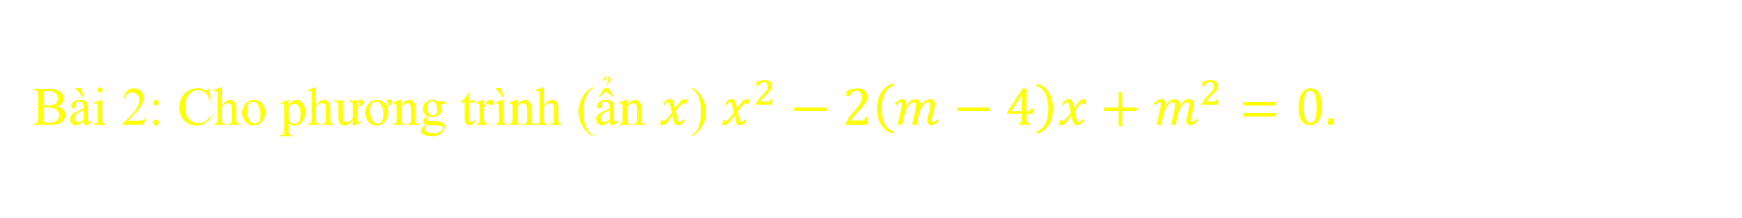 Bài 2: Cho phương trình (ẩn x) x² − 2(m − 4)x + m² = 0.